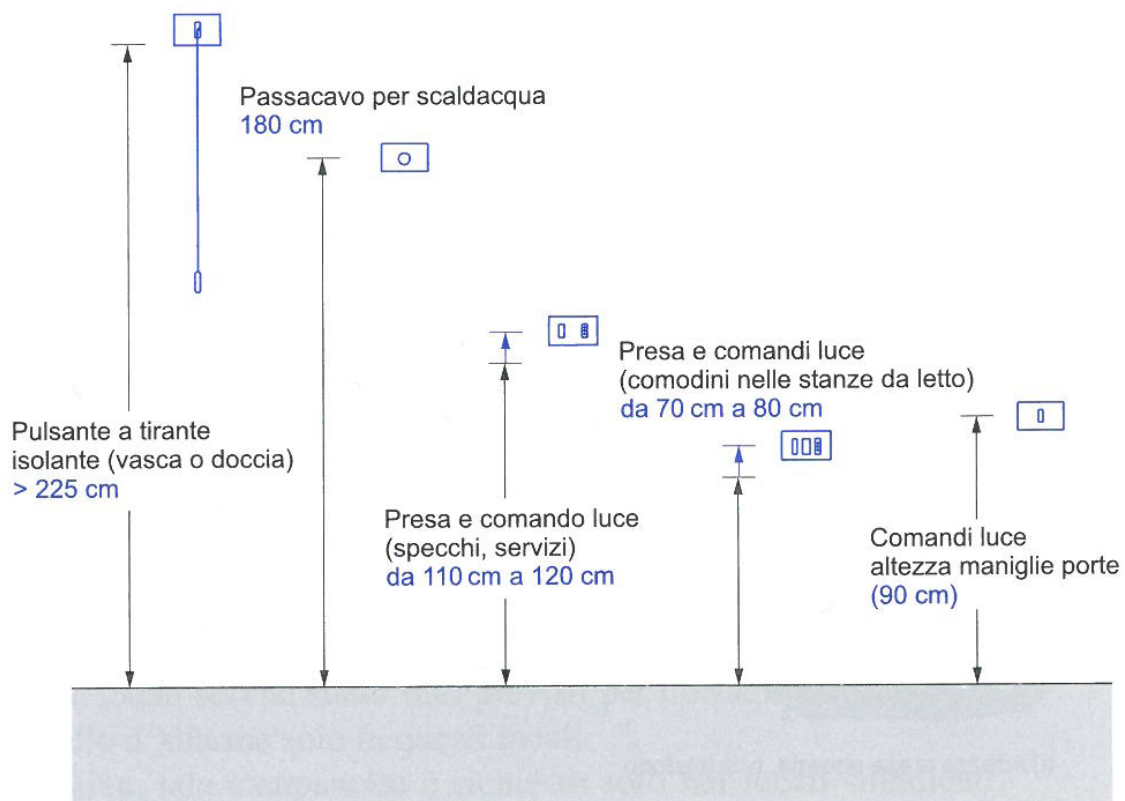 Passacavo per scaldacqua
180 cm
Pulsante a tirante
isolante (vasca o doccia)
> 225 cm
Presa e comando luce
(specchi, servizi)
da 110 cm a 120 cm
Presa e comandi luce
(comodini nelle stanze da letto)
da 70 cm a 80 cm
Comandi luce
altezza maniglie porte
(90 cm)